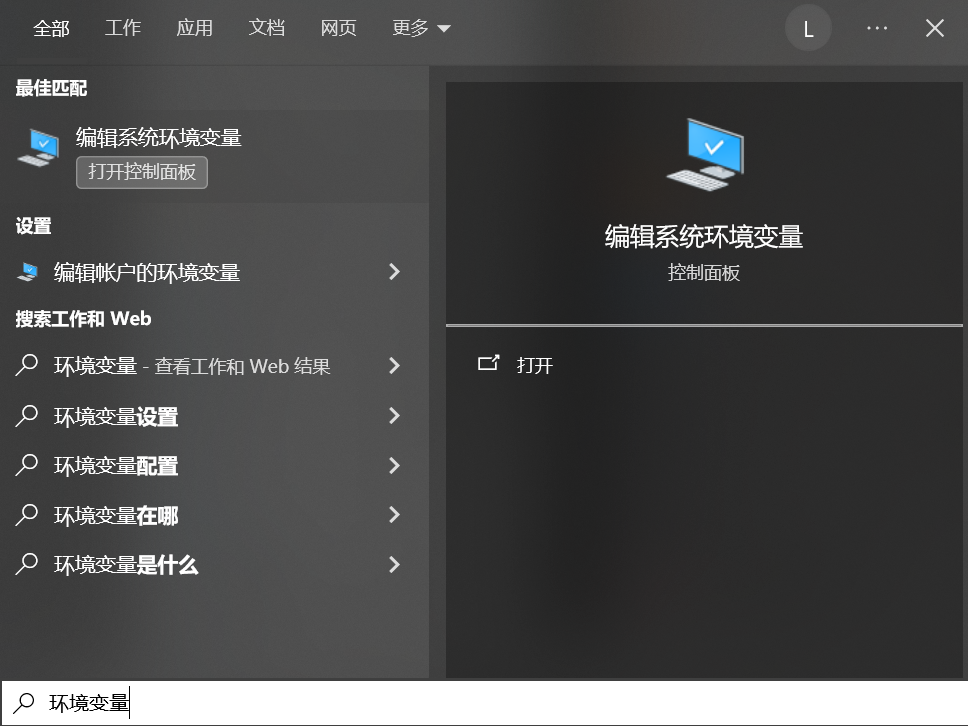 全部 工作 应用 文档 网页 更多 L ...
最佳匹配
编辑系统环境变量
打开控制面板
设置
编辑帐户的环境变量
搜索工作和 Web
环境变量 - 查看工作和 Web 结果
环境变量设置
环境变量配置
环境变量在哪
环境变量是什么
编辑系统环境变量
控制面板
打开
环境变量